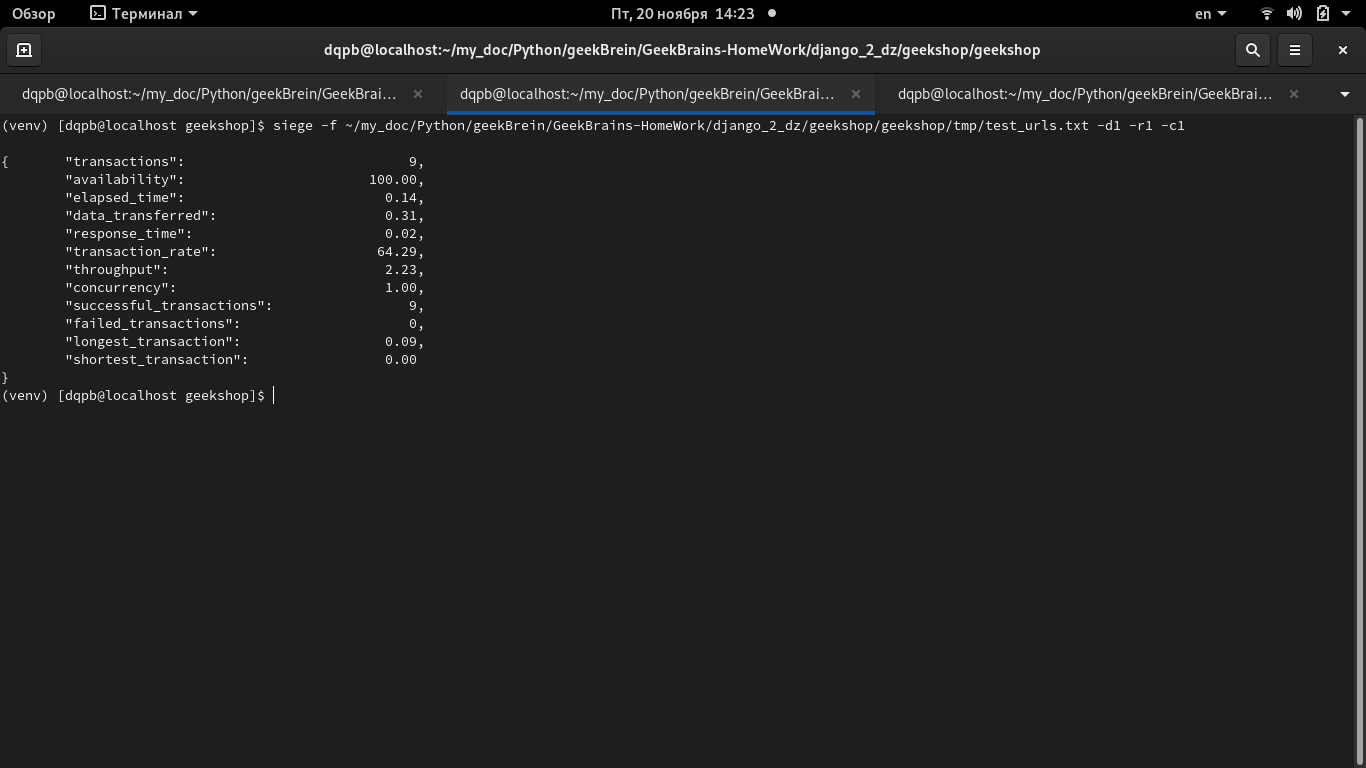 Обзор Терминал Пт, 20 ноября 14:23 en
dqpb@localhost:~/my_doc/Python/geekBrein/GeekBrains-HomeWork/django_2_dz/geekshop/geekshop
dqpb@localhost:~/my_doc/Python/geekBrein/GeekBrai... dqpb@localhost:~/my_doc/Python/geekBrein/GeekBrai... dqpb@localhost:~/my_doc/Python/geekBrein/GeekBrai...
(venv) [dqpb@localhost geekshop]$ siege -f ~/my_doc/Python/geekBrein/GeekBrains-HomeWork/django_2_dz/geekshop/geekshop/tmp/test_urls.txt -d1 -r1 -c1
{ "transactions": 9,
"availability": 100.00,
"elapsed_time": 0.14,
"data_transferred": 0.31,
"response_time": 0.02,
"transaction_rate": 64.29,
"throughput": 2.23,
"concurrency": 1.00,
"successful_transactions": 9,
"failed_transactions": 0,
"longest_transaction": 0.09,
"shortest_transaction": 0.00
}
(venv) [dqpb@localhost geekshop]$